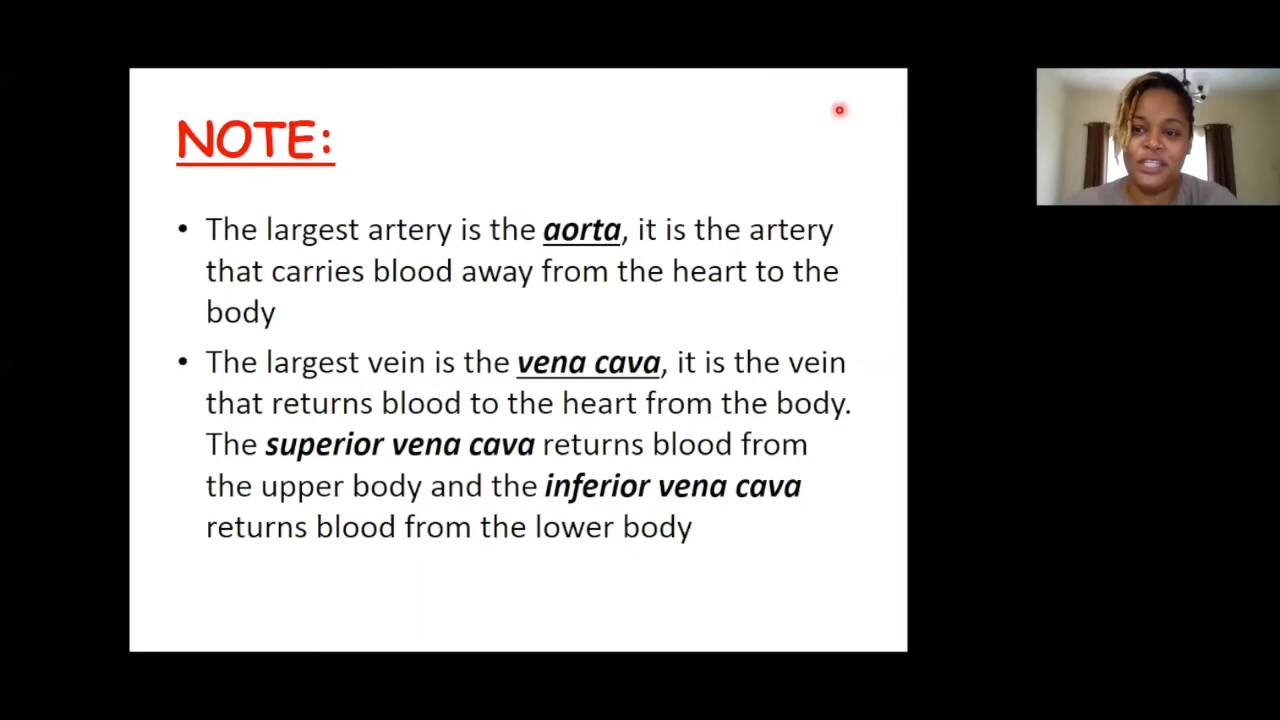 NOTE:
• The largest artery is the aorta, it is the artery
that carries blood away from the heart to the
body
• The largest vein is the vena cava, it is the vein
that returns blood to the heart from the body.
The superior vena cava returns blood from
the upper body and the inferior vena cava
returns blood from the lower body